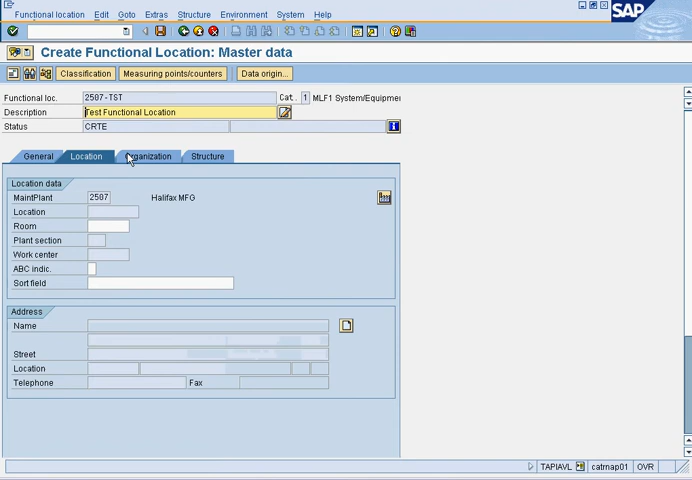 Functional location Edit Goto Extras Structure Environment System Help
SAP
Create Functional Location: Master data
Classification Measuring points/counters Data origin...
Functional loc. 2507-TST Cat. 1 MLF1 System/Equipmer
Description Test Functional Location
Status CRTE
General Location Organization Structure
Location data
MaintPlant 2507 Halifax MFG
Location
Room
Plant section
Work center
ABC indic.
Sort field
Address
Name
Street
Location
Telephone Fax
TAPIAVL catmap01 OVR